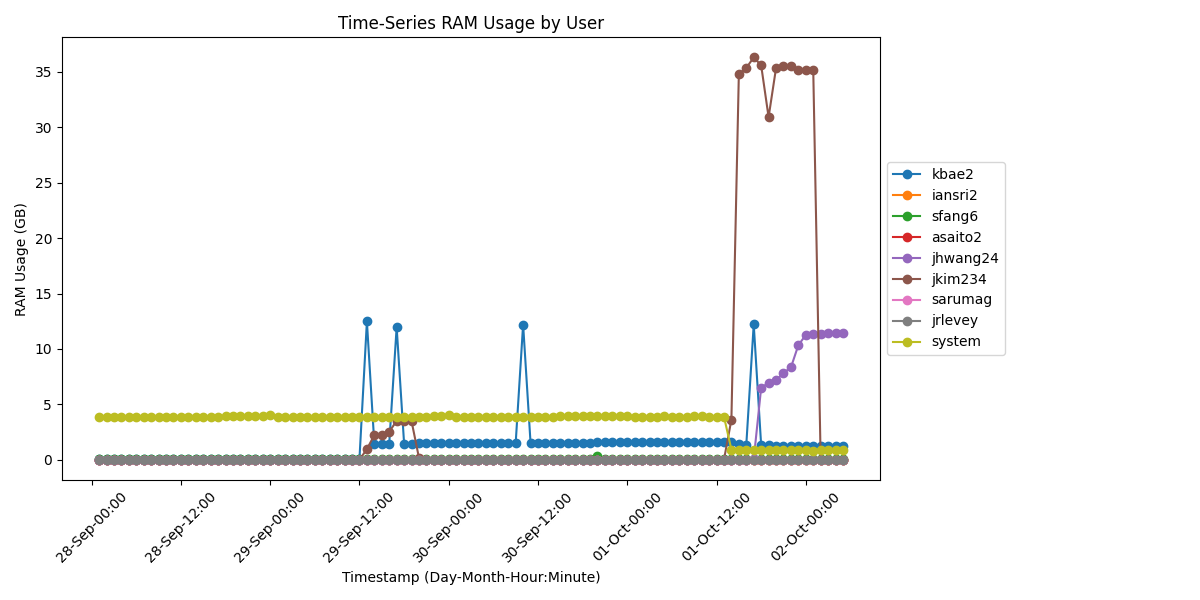 Time-Series RAM Usage by User
RAM Usage (GB)
35
30
25
20
15
10
5
0
28-Sep-00:00
28-Sep-12:00
29-Sep-00:00
29-Sep-12:00
30-Sep-00:00
30-Sep-12:00
01-Oct-00:00
01-Oct-12:00
02-Oct-00:00
Timestamp (Day-Month-Hour:Minute)
kbae2
iansri2
sfang6
asaito2
jhwang24
jkim234
sarumag
jrlevey
system